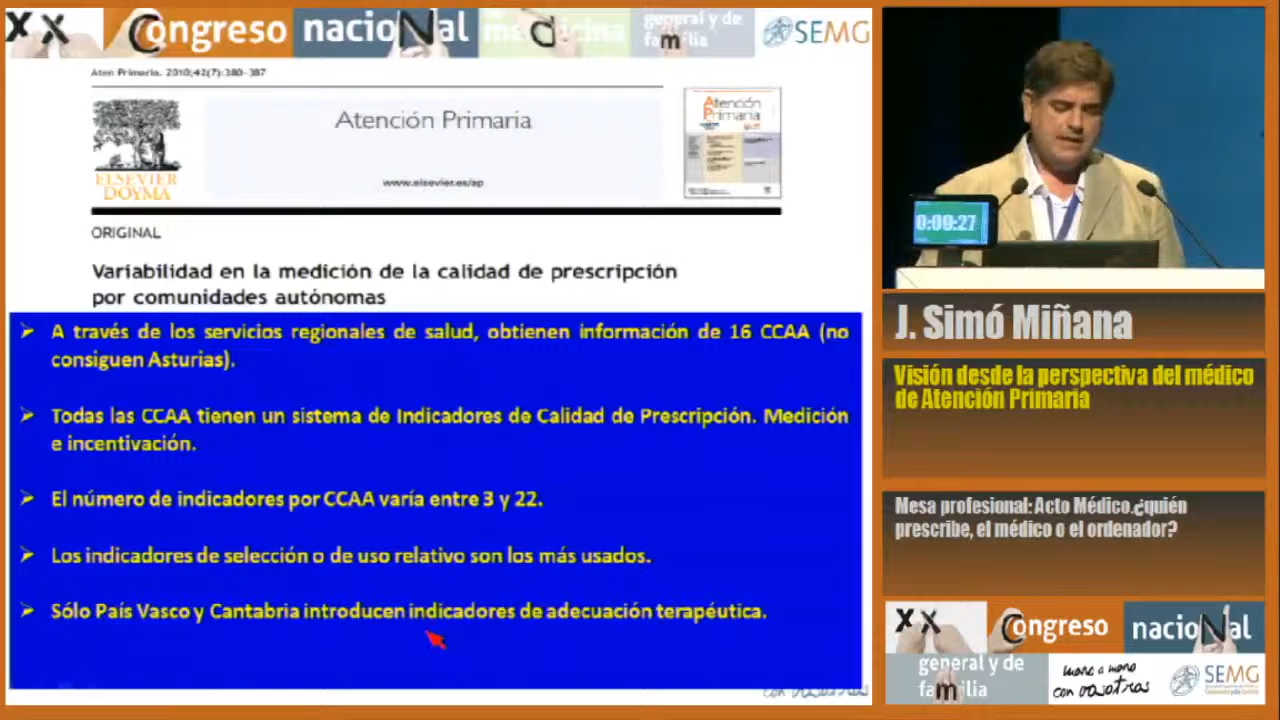 XX Congreso nacioNal medicina general y de familia SEMG
Aten Primaria. 2010;42(7):380-387
Atención Primaria
Atención Primaria
www.elsevier.es/ap
ELSEVIER
DOYMA
ORIGINAL
Variabilidad en la medición de la calidad de prescripción
por comunidades autónomas
A través de los servicios regionales de salud, obtienen información de 16 CCAA (no
consiguen Asturias).
Todas las CCAA tienen un sistema de Indicadores de Calidad de Prescripción. Medición
e incentivación.
El número de indicadores por CCAA varía entre 3 y 22.
Los indicadores de selección o de uso relativo son los más usados.
Sólo País Vasco y Cantabria introducen indicadores de adecuación terapéutica.
con vosotras
0:09:27
J. Simó Miñana
Visión desde la perspectiva del médico
de Atención Primaria
Mesa profesional: Acto Médico.¿quién
prescribe, el médico o el ordenador?
XX Congreso nacioNal
general y de
familia
mano a mano
con vosotras
SEMG